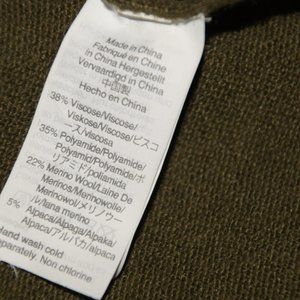 Made in China
Fabriqué en Chine
In China Hergestellt
Vervaardigd in China
中国製
Hecho en China
38% Viscose/Viscose/
Viskose/Viscose/ビスコ
ース/viscosa
35% Polyamide/Polyamide/
Polyamid/Polyamide/ポ
リアミド/poliamida
22% Merino Wool/Laine De
Merinos/Merinowolle/
Merinowol/メリノウー
ル/lana merino
5% Alpaca/Alpaga/Alpaka/
Alpaca/アルパカ/alpaca
Hand wash cold
separately. Non chlorine